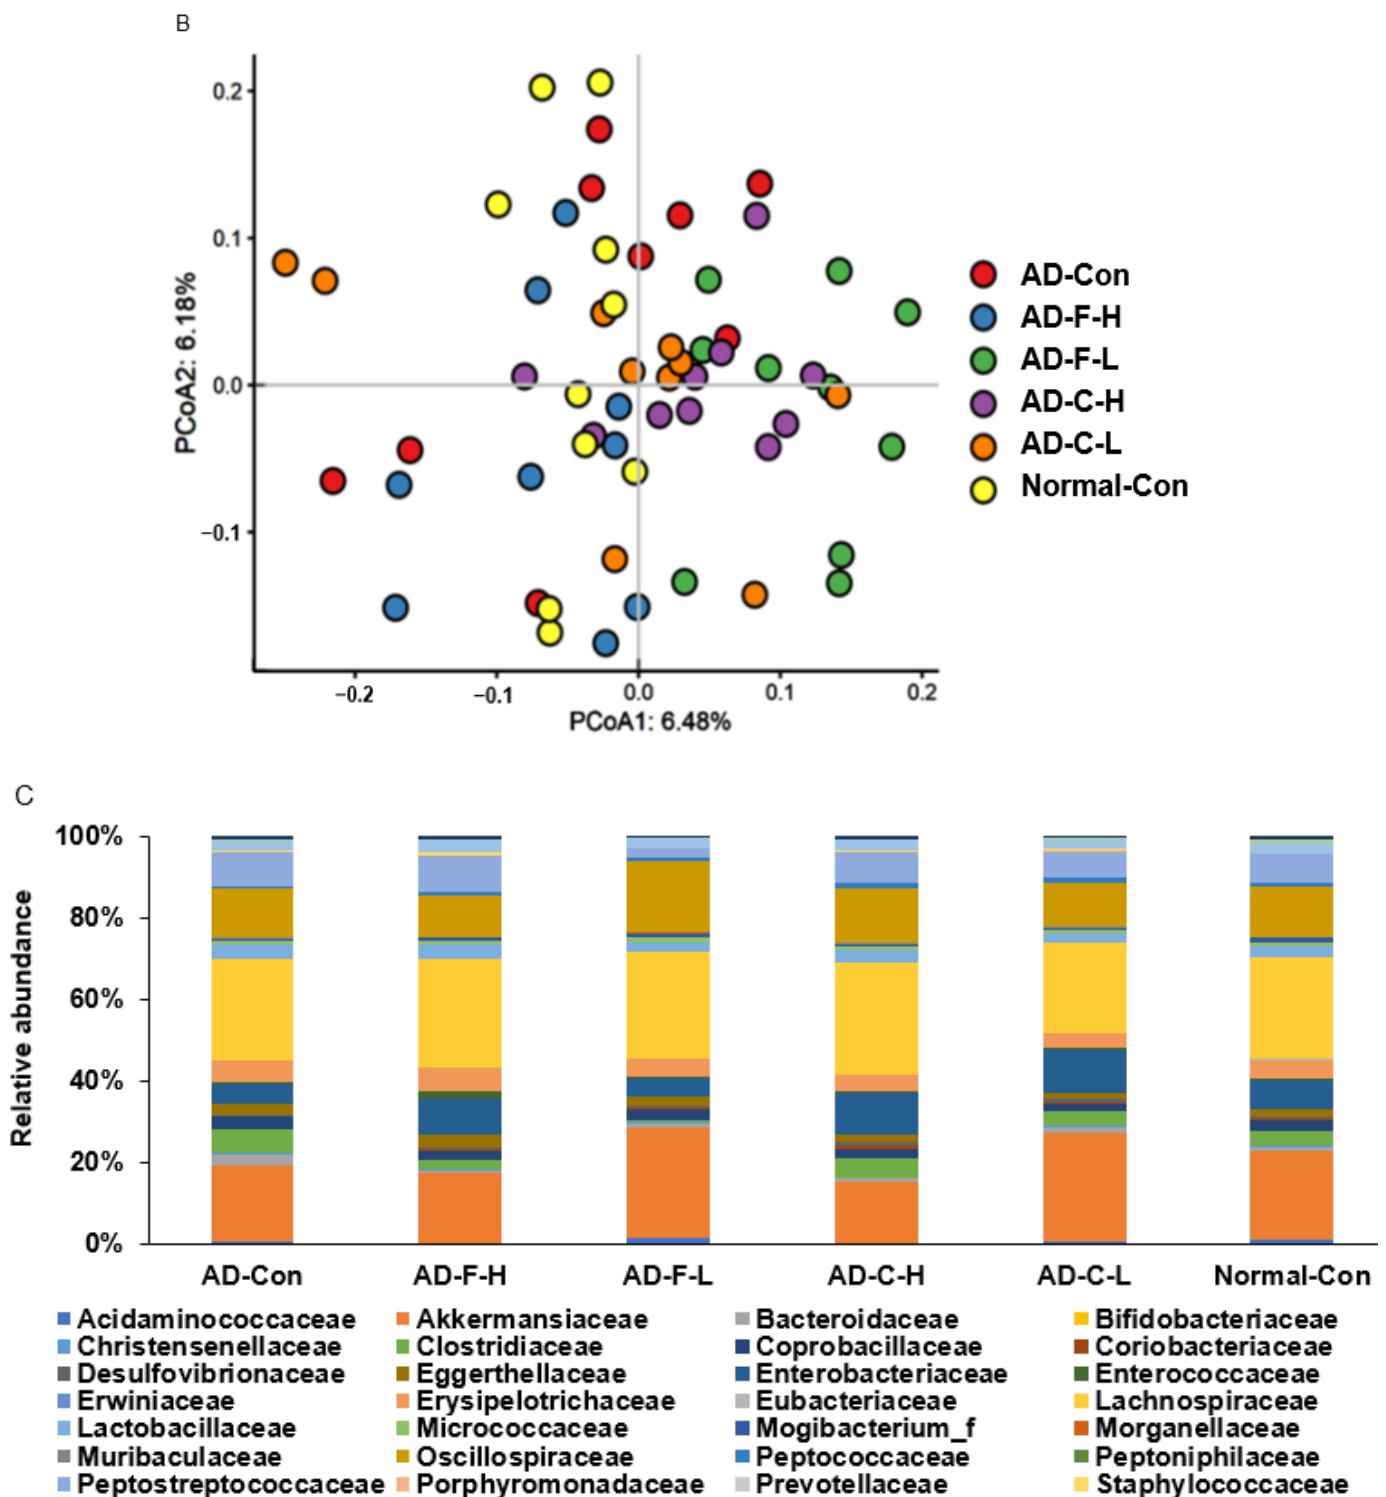 B
0.2
0.1
0.0
−0.1
PCoA2: 6.18%
−0.2 −0.1 0.0 0.1 0.2
PCoA1: 6.48%
AD-Con
AD-F-H
AD-F-L
AD-C-H
AD-C-L
Normal-Con
C
100%
80%
60%
40%
20%
0%
Relative abundance
AD-Con AD-F-H AD-F-L AD-C-H AD-C-L Normal-Con
Acidaminococcaceae Akkermansiaceae Bacteroidaceae Bifidobacteriaceae
Christensenellaceae Clostridiaceae Coprobacillaceae Coriobacteriaceae
Desulfovibrionaceae Eggerthellaceae Enterobacteriaceae Enterococcaceae
Erwiniaceae Erysipelotrichaceae Eubacteriaceae Lachnospiraceae
Lactobacillaceae Micrococcaceae Mogibacterium_f Morganellaceae
Muribaculaceae Oscillospiraceae Peptococcaceae Peptoniphilaceae
Peptostreptococcaceae Porphyromonadaceae Prevotellaceae Staphylococcaceae